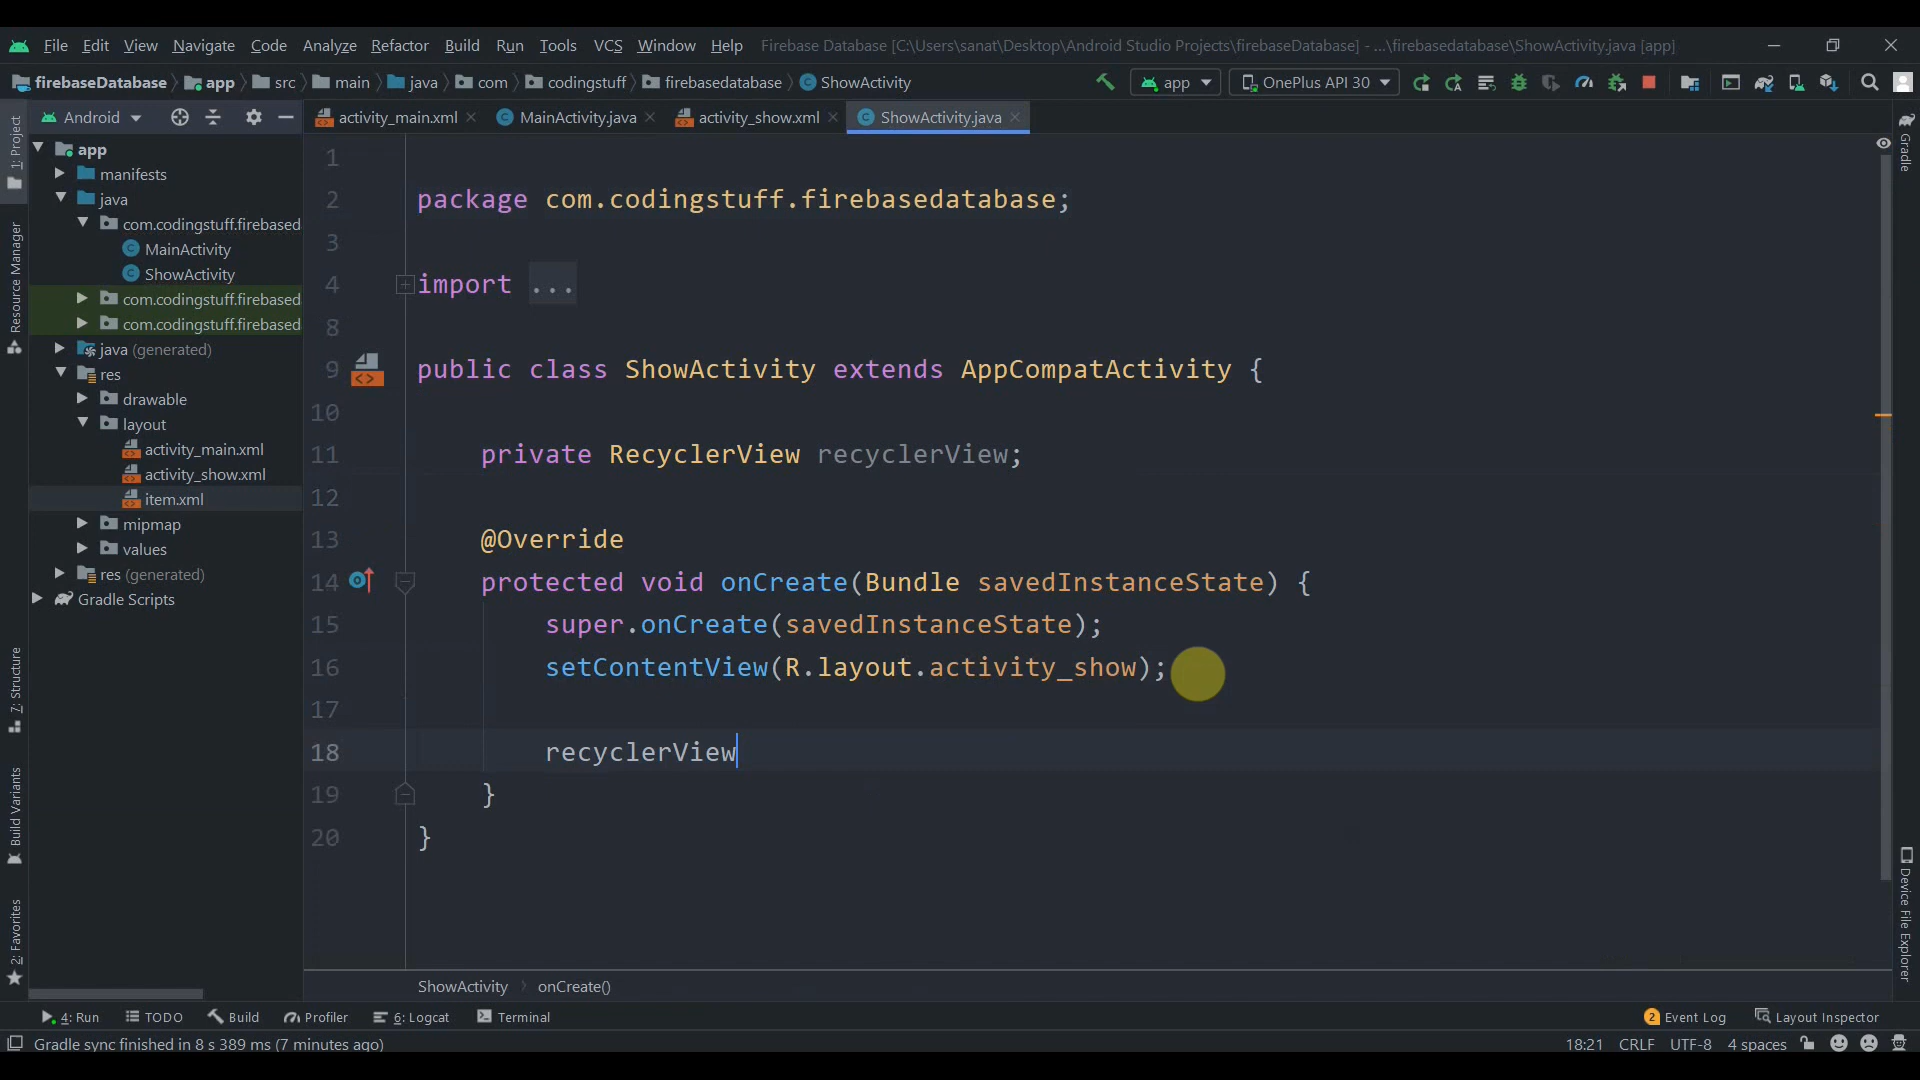 File Edit View Navigate Code Analyze Refactor Build Run Tools VCS Window Help Firebase Database [C:\Users\sanat\Desktop\Android Studio Projects\firebaseDatabase] - ...\firebasedatabase\ShowActivity.java [app]
firebaseDatabase app src main java com codingstuff firebasedatabase ShowActivity app OnePlus API 30
Android activity_main.xml MainActivity.java activity_show.xml ShowActivity.java
1: Project
Resource Manager
7: Structure
Build Variants
2: Favorites
app
manifests
java
com.codingstuff.firebased
MainActivity
ShowActivity
com.codingstuff.firebased
com.codingstuff.firebased
java (generated)
res
drawable
layout
activity_main.xml
activity_show.xml
item.xml
mipmap
values
res (generated)
Gradle Scripts
1
2 package com.codingstuff.firebasedatabase;
3
4 import ...
8
9 public class ShowActivity extends AppCompatActivity {
10
11 private RecyclerView recyclerView;
12
13 @Override
14 protected void onCreate(Bundle savedInstanceState) {
15 super.onCreate(savedInstanceState);
16 setContentView(R.layout.activity_show);
17
18 recyclerView
19 }
20 }
Gradle
Device File Explorer
ShowActivity onCreate()
4: Run TODO Build Profiler 6: Logcat Terminal 2 Event Log Layout Inspector
Gradle sync finished in 8 s 389 ms (7 minutes ago) 18:21 CRLF UTF-8 4 spaces